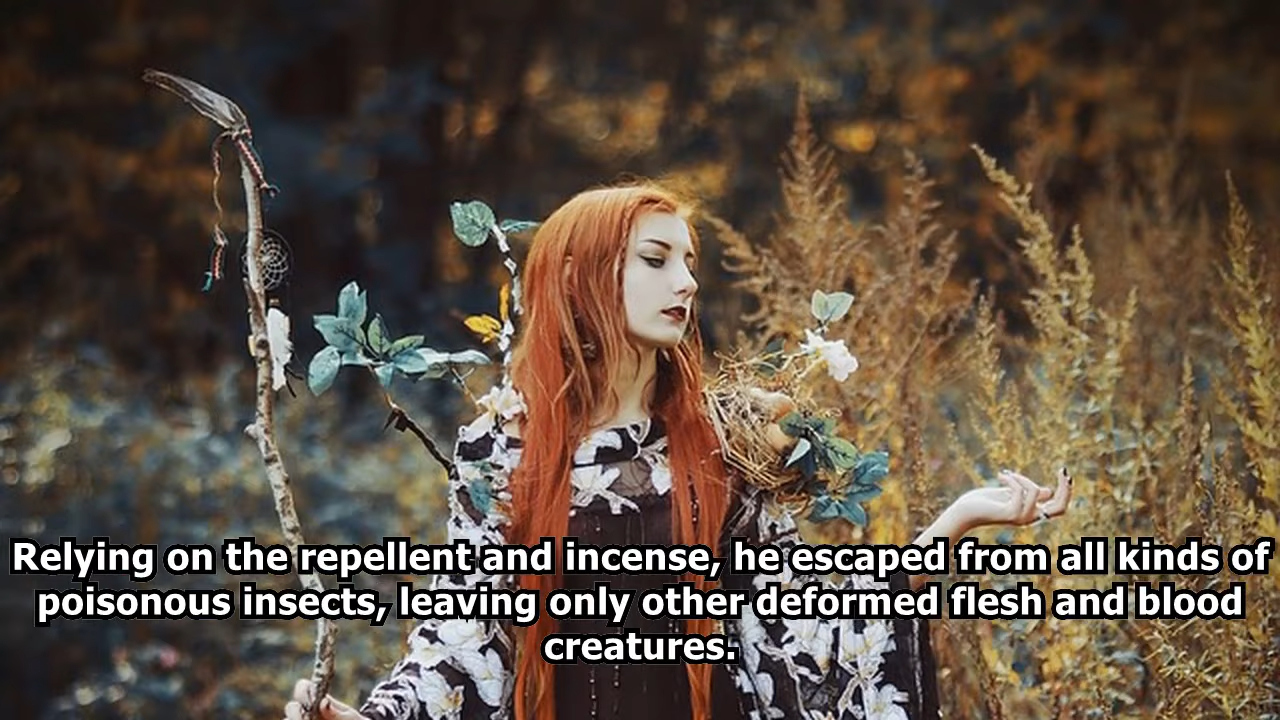 Relying on the repellent and incense, he escaped from all kinds of
poisonous insects, leaving only other deformed flesh and blood
creatures.